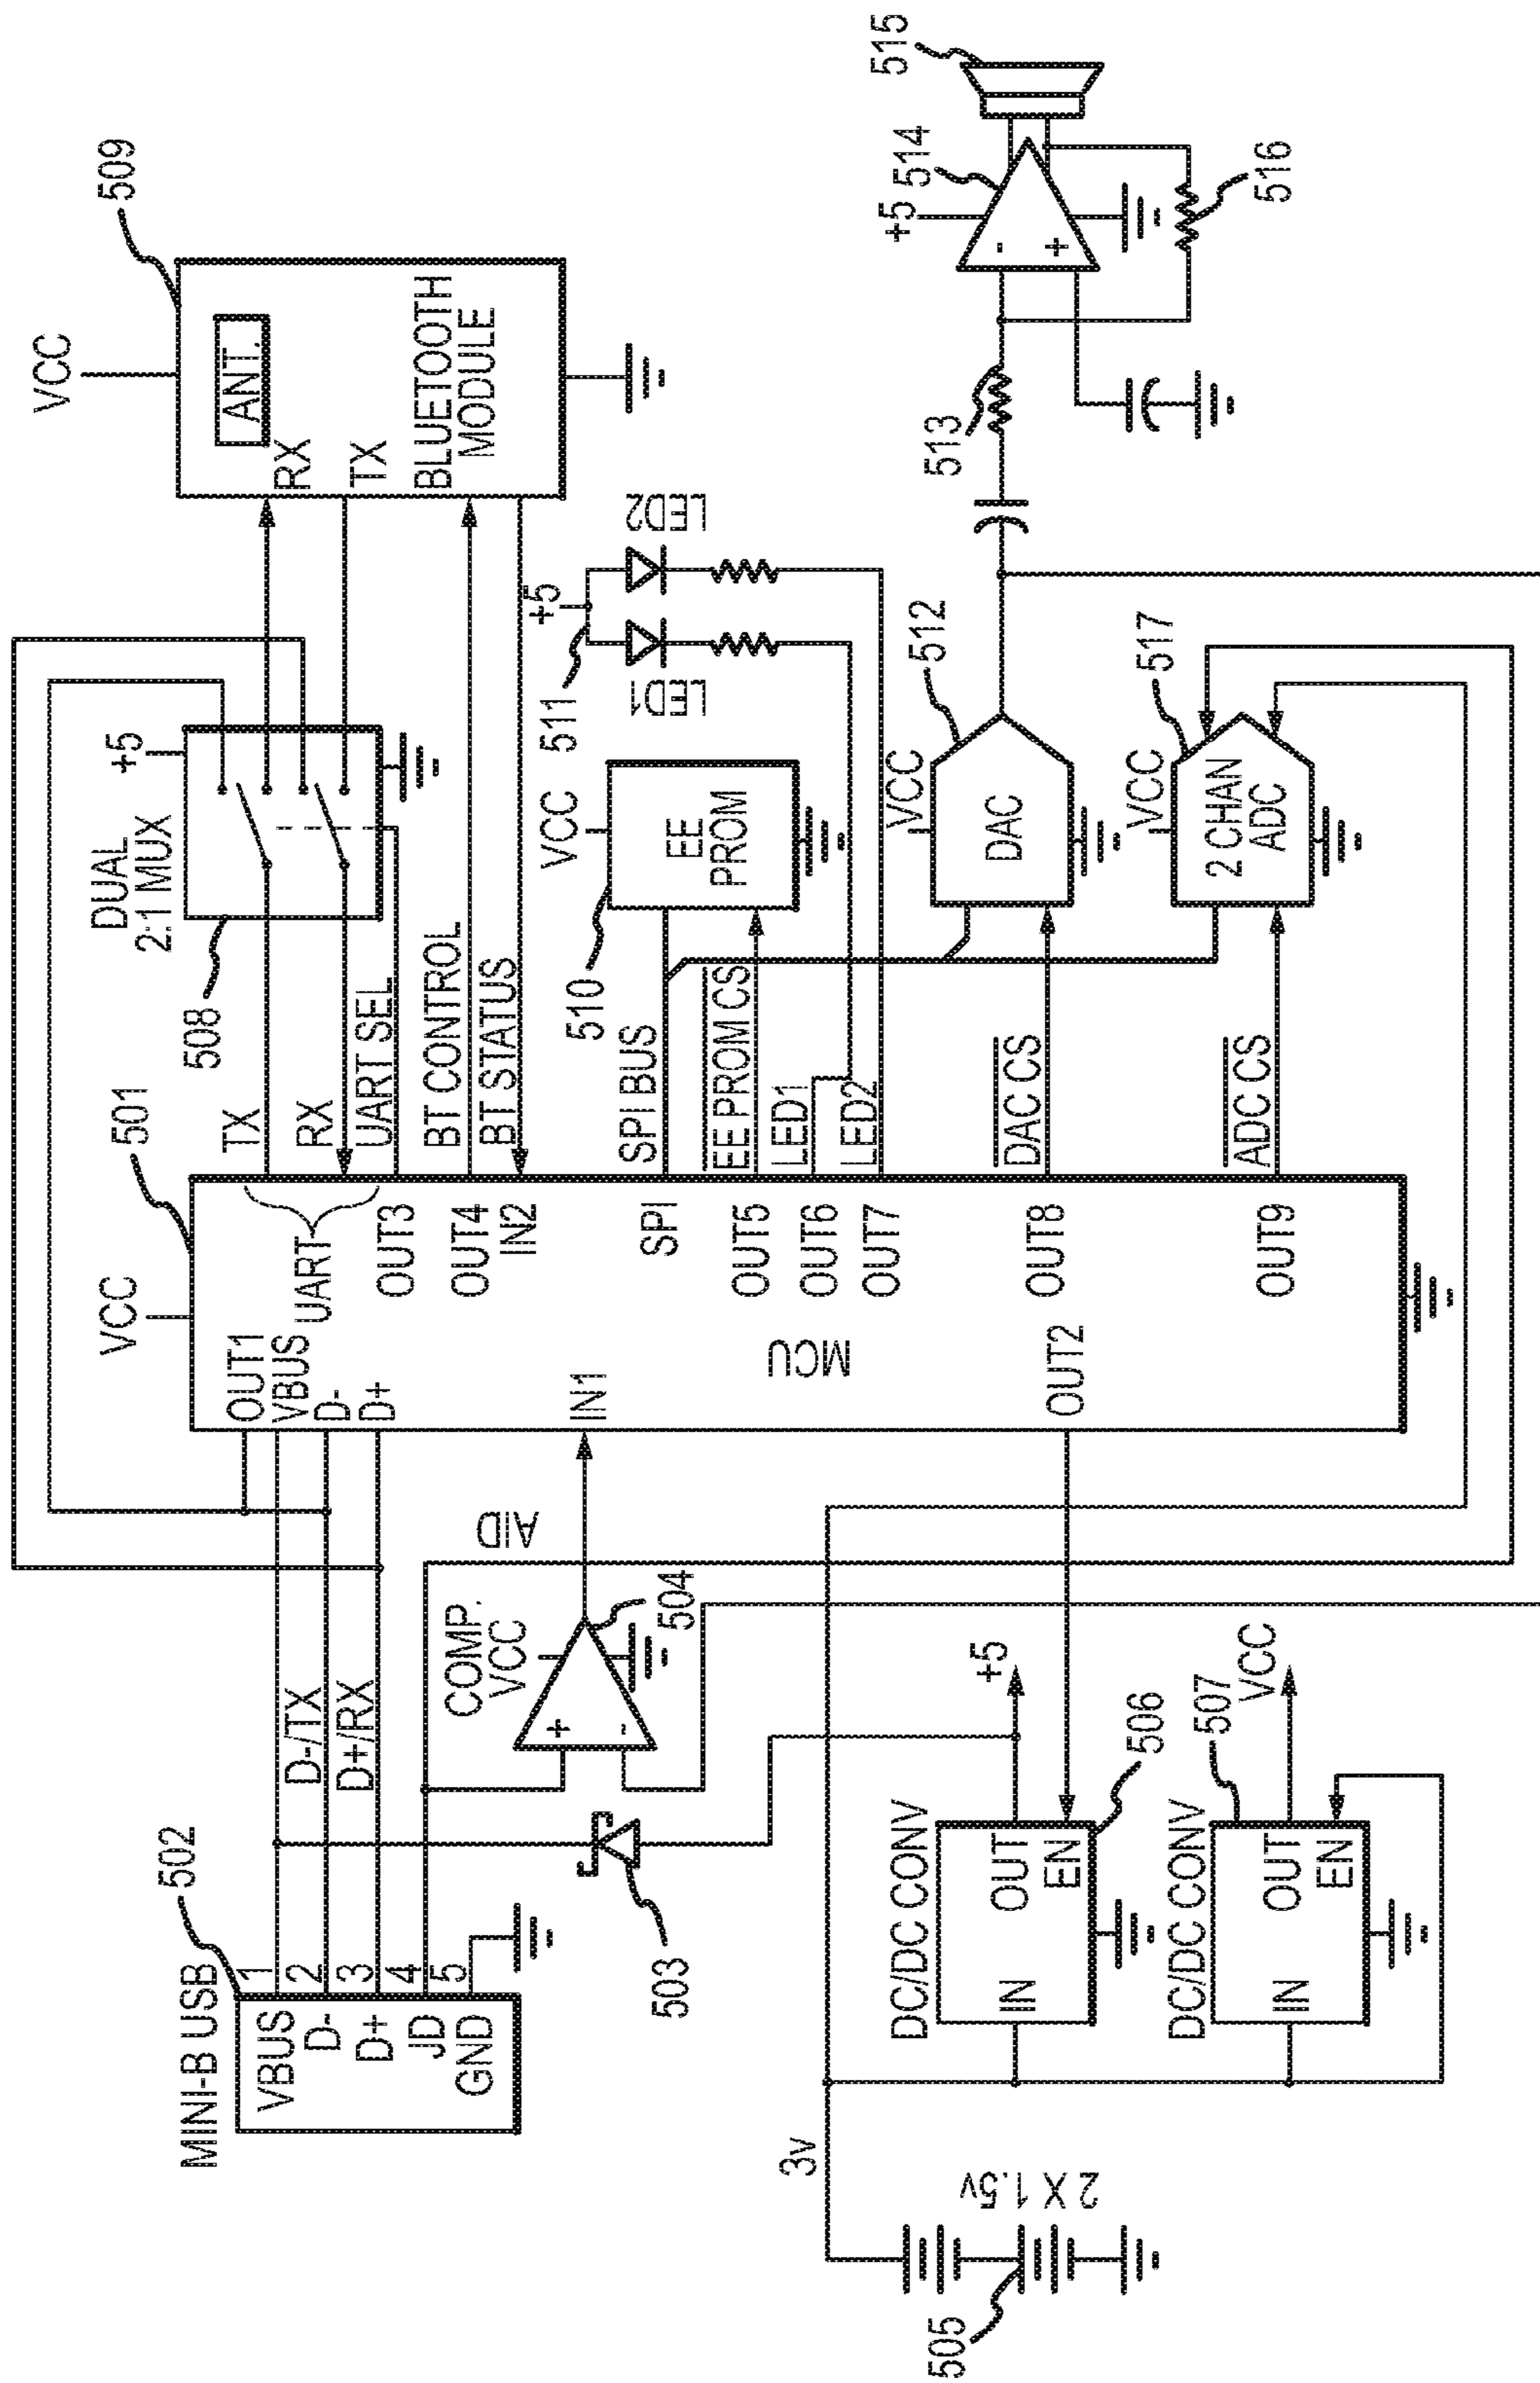 MINI-B USB
502
VBUS
D-
D+
JD
GND
1
2
3
4
5
D-/TX
D+/RX
503
COMP.
VCC
+
-
504
AID
3v
2 X 1.5v
505
DC/DC CONV
IN
OUT
EN
+5
506
DC/DC CONV
IN
OUT
EN
507
VCC
VCC
501
OUT1
VBUS
D-
D+
IN1
MCU
OUT2
UART
OUT3
OUT4
IN2
SPI
OUT5
OUT6
OUT7
OUT8
OUT9
TX
RX
UART SEL
BT CONTROL
BT STATUS
SPI BUS
EE PROM CS
LED1
LED2
DAC CS
ADC CS
DUAL
2:1 MUX
+5
508
VCC
509
ANT.
RX
TX
BLUETOOTH
MODULE
510
VCC
EE
PROM
511
+5
LED1
LED2
512
VCC
DAC
517
VCC
2 CHAN
ADC
513
+5
514
-
+
515
516